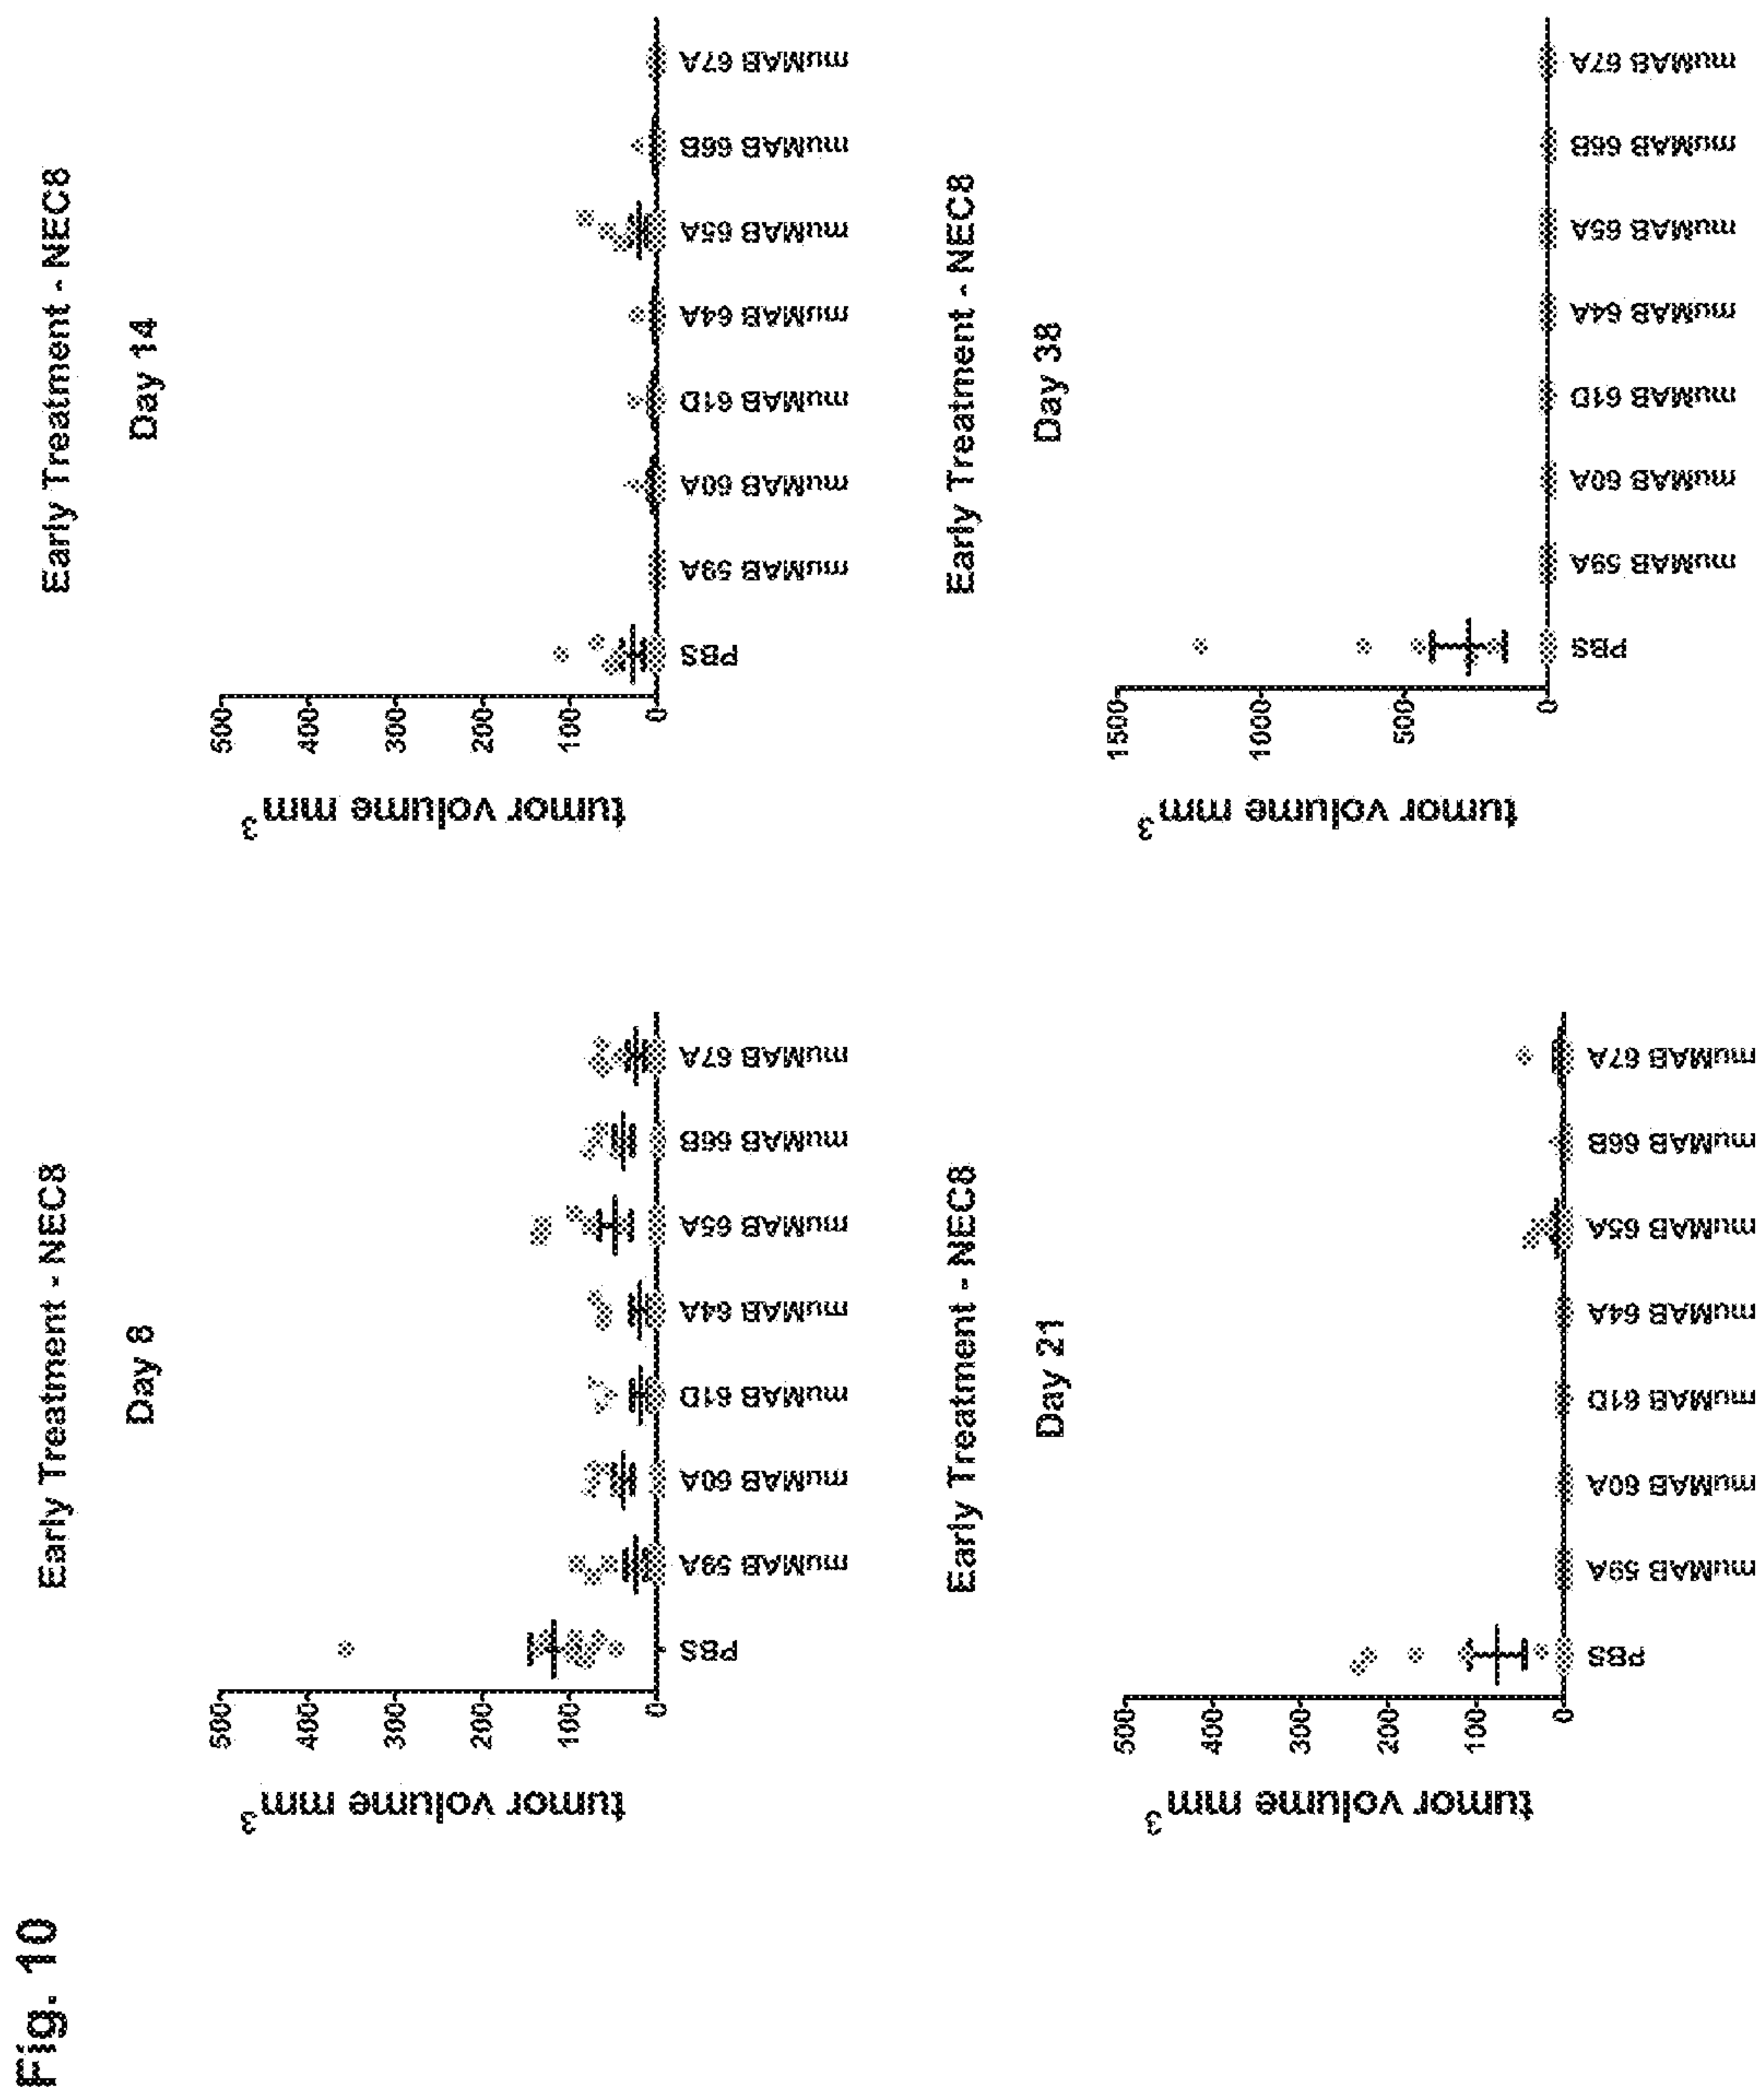 Fig. 10
Early Treatment - NEC8
Day 8
tumor volume mm3
500
400
300
200
100
0
PBS
muMAB 59A
muMAB 60A
muMAB 61D
muMAB 64A
muMAB 65A
muMAB 66B
muMAB 67A
Early Treatment - NEC8
Day 14
tumor volume mm3
500
400
300
200
100
0
PBS
muMAB 59A
muMAB 60A
muMAB 61D
muMAB 64A
muMAB 65A
muMAB 66B
muMAB 67A
Early Treatment - NEC8
Day 21
tumor volume mm3
500
400
300
200
100
0
PBS
muMAB 59A
muMAB 60A
muMAB 61D
muMAB 64A
muMAB 65A
muMAB 66B
muMAB 67A
Early Treatment - NEC8
Day 38
tumor volume mm3
1500
1000
500
0
PBS
muMAB 59A
muMAB 60A
muMAB 61D
muMAB 64A
muMAB 65A
muMAB 66B
muMAB 67A